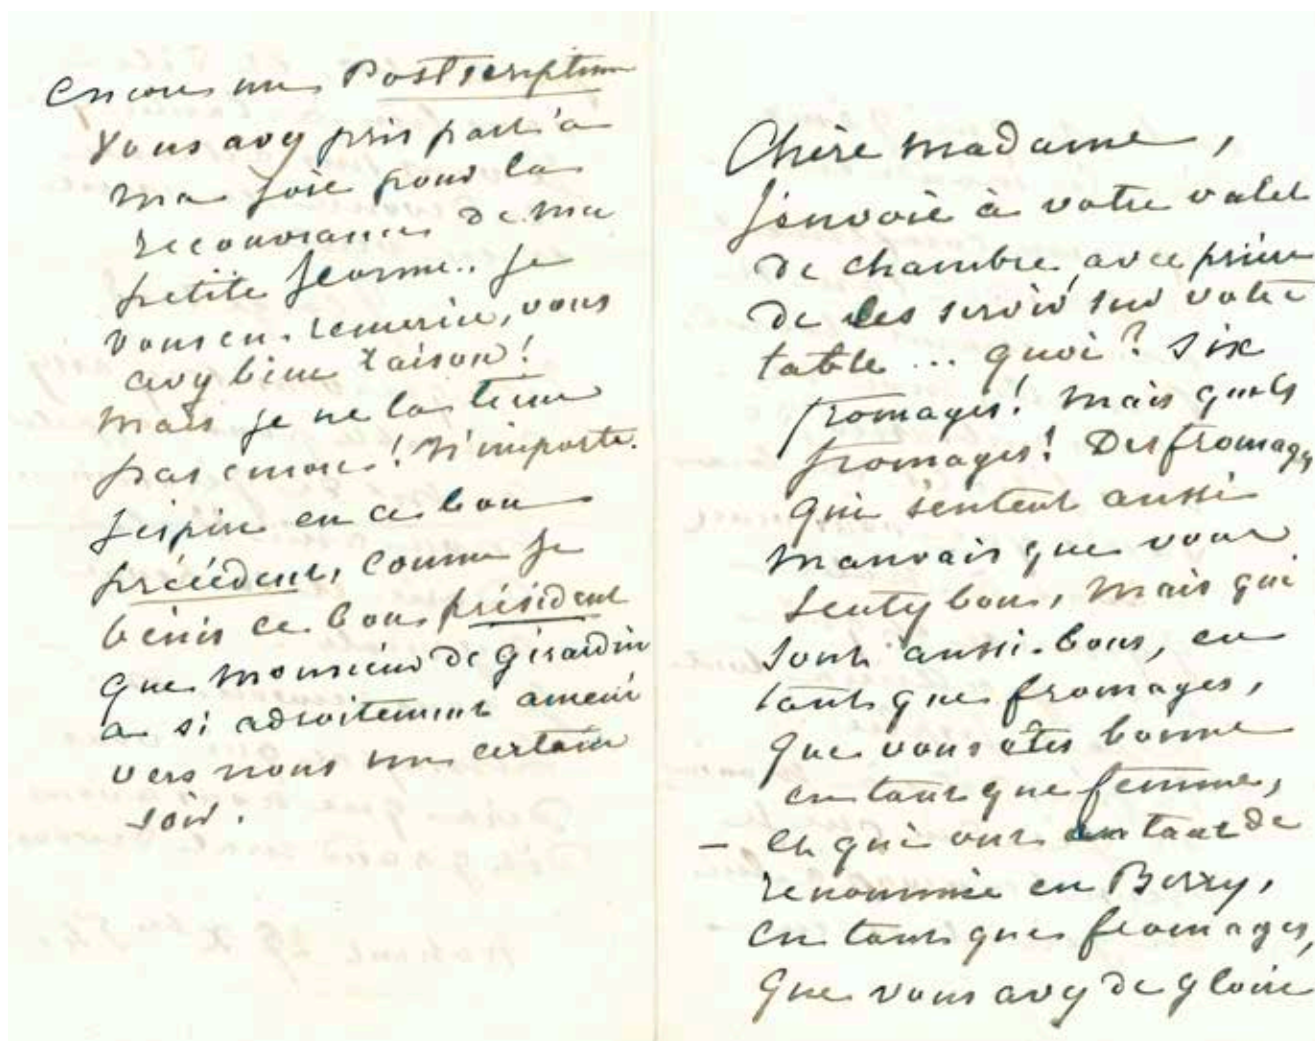 encore un Postscriptum
Vous avez pris part à
ma joie pour la
recouvrance de ma
petite Jeanne.. Je
vous en remercie, vous
avez bien raison!
Mais je ne la tiens
pas encore! N'importe.
J'espère en ce bon
précédent, comme je
bénis ce bon président
que monsieur de Girardin
a si adroitement amené
vers nous un certain
soir.
Chère madame,
J'envoie à votre valet
de chambre, avec prière
de les servir sur votre
table ... quoi? six
fromages! Mais quels
fromages! Des fromages
qui sentent aussi
mauvais que vous
sentez bon, mais qui
sont aussi bons, en
tant que fromages,
que vous êtes bonne
en tant que femme,
– et qui ont autant de
renommée en Berry,
en tant que fromages,
que vous avez de gloire